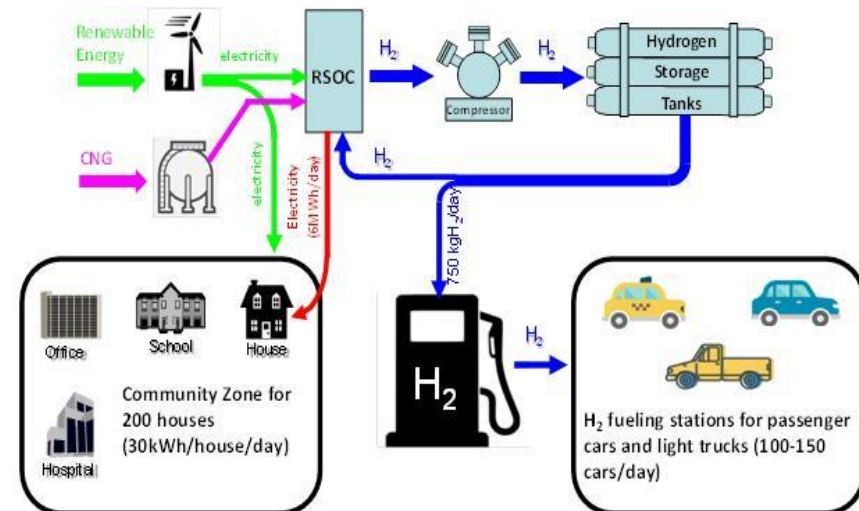 Renewable
Energy
electricity
RSOC
H₂
Compressor
H₂
Hydrogen
Storage
Tanks
CNG
electricity
Electricity
(6MWh/day)
H₂
750 kgH₂/day
Office
School
House
Hospital
Community Zone for
200 houses
(30kWh/house/day)
H₂
H₂
H₂ fueling stations for passenger
cars and light trucks (100-150
cars/day)